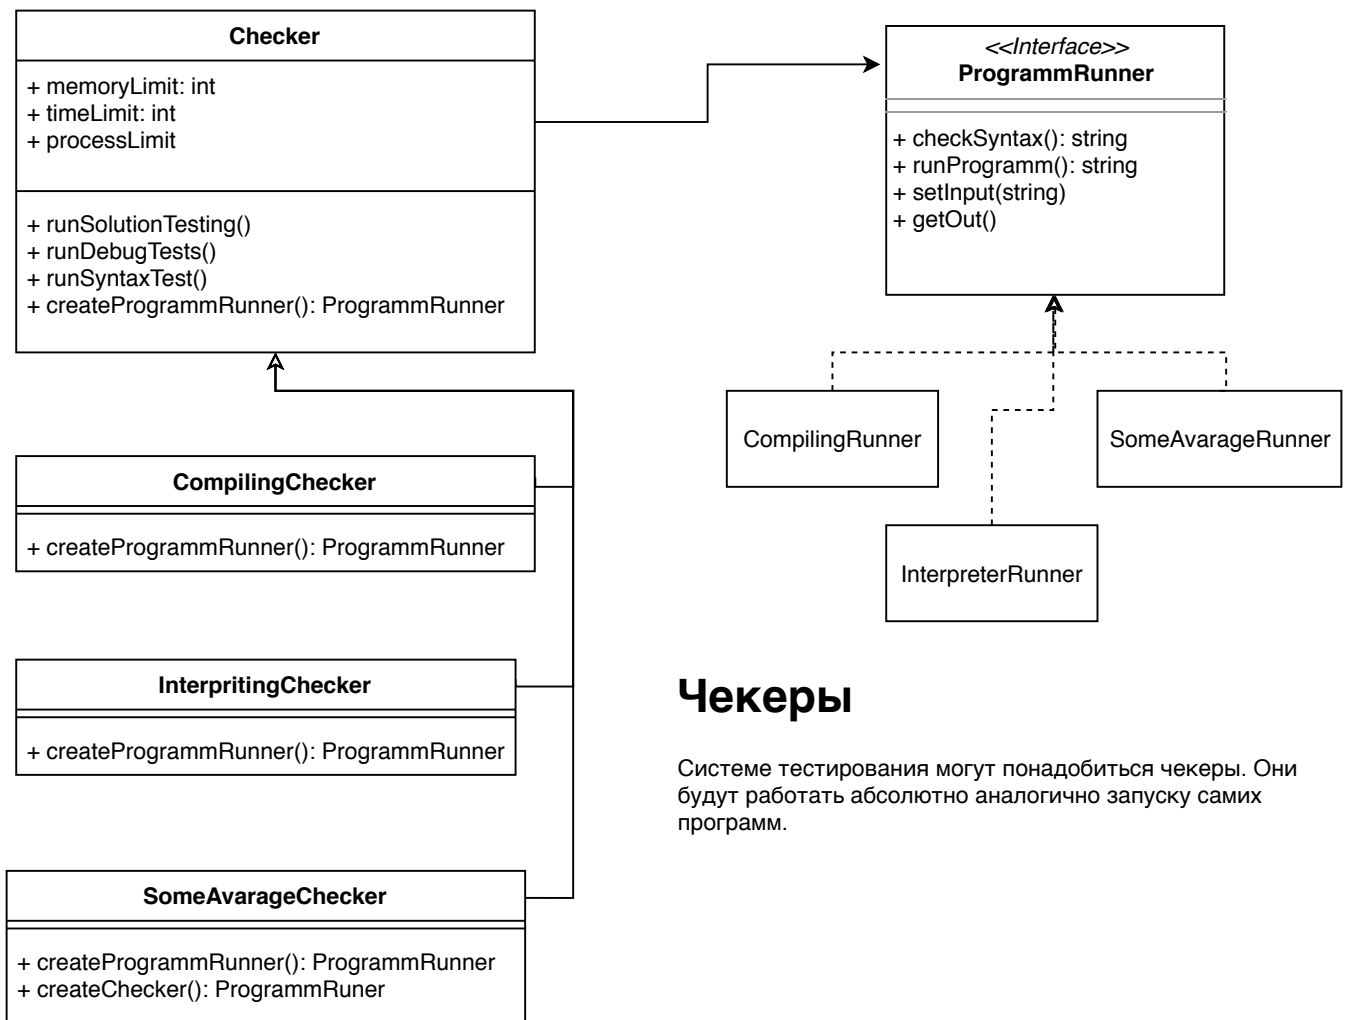 Checker
+ memoryLimit: int
+ timeLimit: int
+ processLimit
+ runSolutionTesting()
+ runDebugTests()
+ runSyntaxTest()
+ createProgrammRunner(): ProgrammRunner
<<Interface>>
ProgrammRunner
+ checkSyntax(): string
+ runProgramm(): string
+ setInput(string)
+ getOut()
CompilingRunner
SomeAvarageRunner
InterpreterRunner
CompilingChecker
+ createProgrammRunner(): ProgrammRunner
InterpritingChecker
+ createProgrammRunner(): ProgrammRunner
SomeAvarageChecker
+ createProgrammRunner(): ProgrammRunner
+ createChecker(): ProgrammRuner
Чекеры
Системе тестирования могут понадобиться чекеры. Они
будут работать абсолютно аналогично запуску самих
программ.